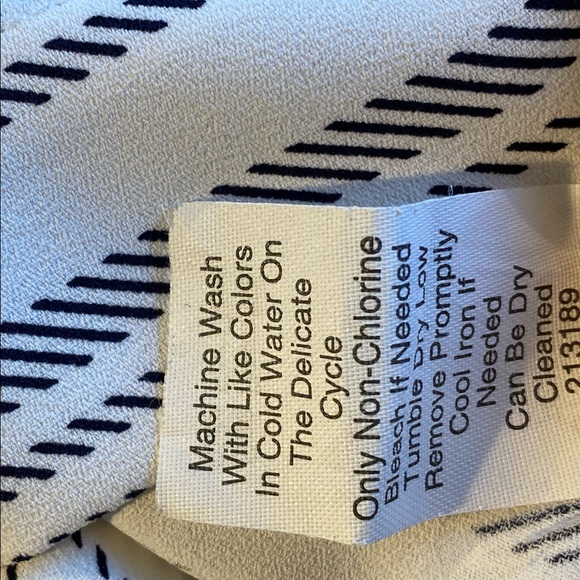 Machine Wash
With Like Colors
In Cold Water On
The Delicate
Cycle
Only Non-Chlorine
Bleach If Needed
Tumble Dry Low
Remove Promptly
Cool Iron If
Needed
Can Be Dry
Cleaned
213189